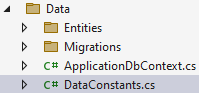 Data
Entities
Migrations
C# ApplicationDbContext.cs
C# DataConstants.cs